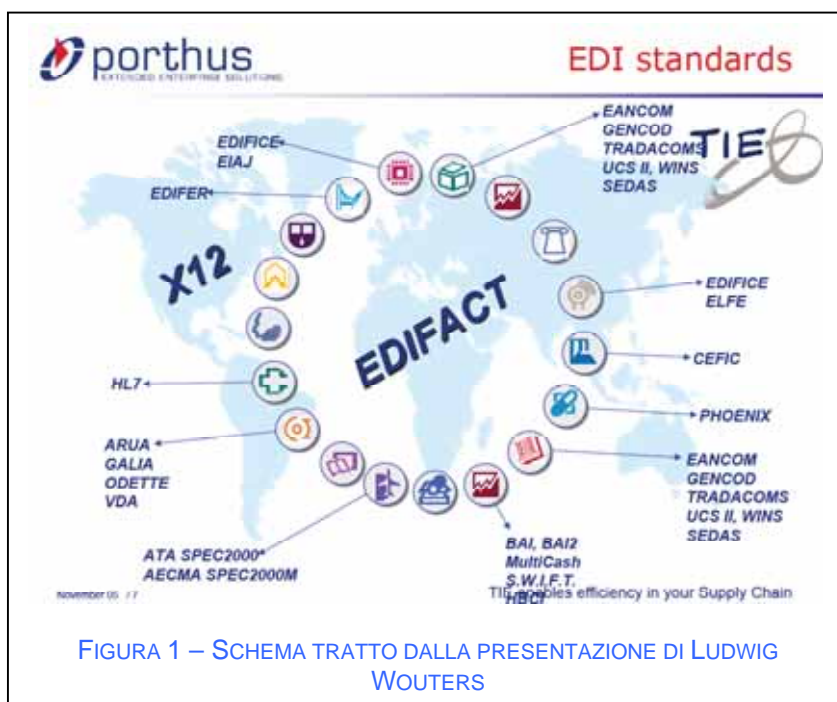 porthus
EXTENDED ENTERPRISE SOLUTIONS
EDI standards
EDIFICE
EIAJ
EANCOM
GENCOD
TRADACOMS
UCS II, WINS
SEDAS
TIE
EDIFER
X12
EDIFACT
EDIFICE
ELFE
CEFIC
HL7
PHOENIX
ARUA
GALIA
ODETTE
VDA
EANCOM
GENCOD
TRADACOMS
UCS II, WINS
SEDAS
ATA SPEC2000*
AECMA SPEC2000M
BAI, BAI2
MultiCash
S.W.I.F.T.
HBCI
November 05 / 7
TIE enables efficiency in your Supply Chain
FIGURA 1 – SCHEMA TRATTO DALLA PRESENTAZIONE DI LUDWIG
WOUTERS